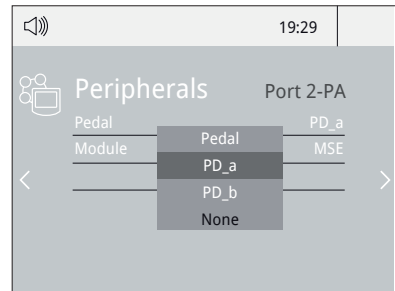 19:29
Peripherals Port 2-PA
Pedal PD_a
Module MSE
Pedal
PD_a
PD_b
None